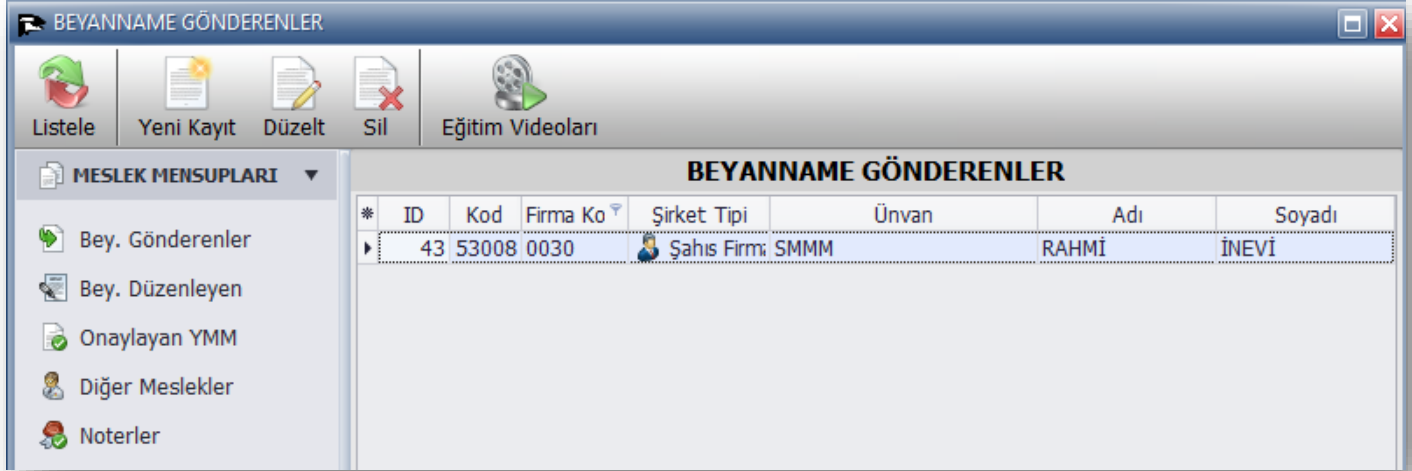 BEYANNAME GÖNDERENLER
Listele Yeni Kayıt Düzelt Sil Eğitim Videoları
MESLEK MENSUPLARI
Bey. Gönderenler
Bey. Düzenleyen
Onaylayan YMM
Diğer Meslekler
Noterler
BEYANNAME GÖNDERENLER
ID Kod Firma Ko Şirket Tipi Ünvan Adı Soyadı
43 53008 0030 Şahıs Firma SMMM RAHMİ İNEVİ